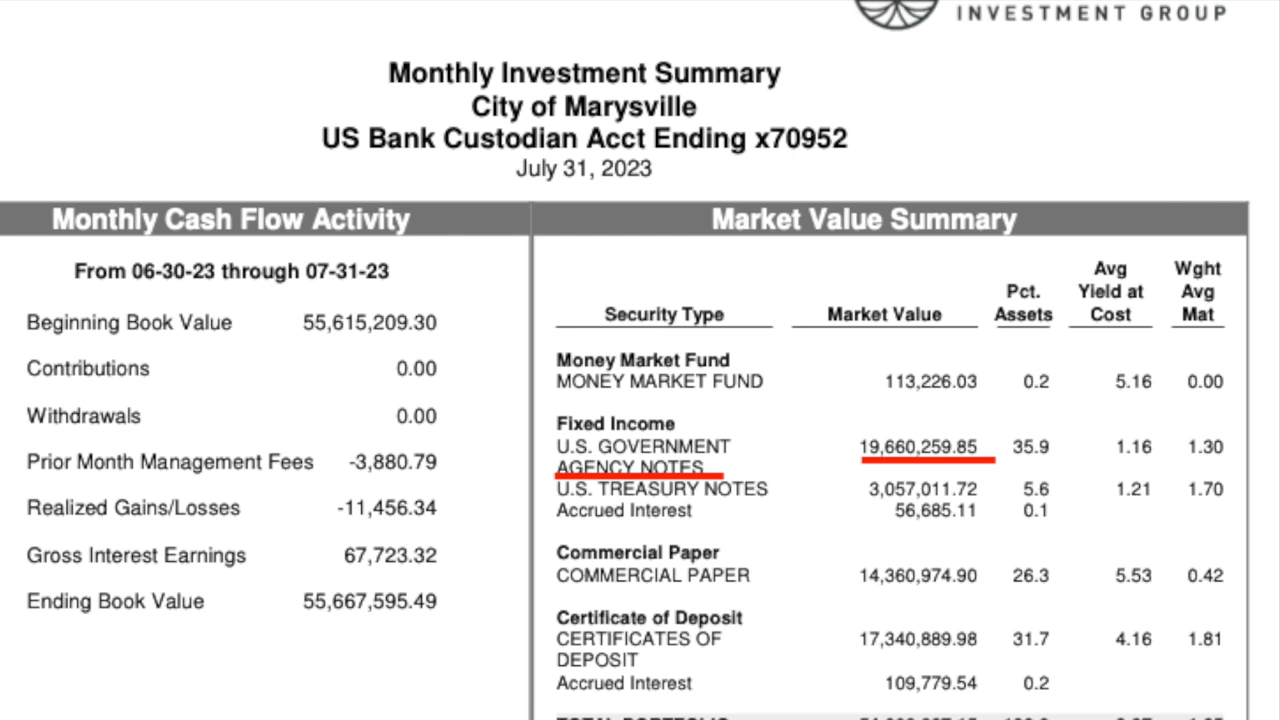 INVESTMENT GROUP
Monthly Investment Summary
City of Marysville
US Bank Custodian Acct Ending x70952
July 31, 2023
Monthly Cash Flow Activity
From 06-30-23 through 07-31-23
Beginning Book Value 55,615,209.30
Contributions 0.00
Withdrawals 0.00
Prior Month Management Fees -3,880.79
Realized Gains/Losses -11,456.34
Gross Interest Earnings 67,723.32
Ending Book Value 55,667,595.49
Market Value Summary
Avg Wght
Pct. Yield at Avg
Security Type Market Value Assets Cost Mat
Money Market Fund
MONEY MARKET FUND 113,226.03 0.2 5.16 0.00
Fixed Income
U.S. GOVERNMENT 19,660,259.85 35.9 1.16 1.30
AGENCY NOTES
U.S. TREASURY NOTES 3,057,011.72 5.6 1.21 1.70
Accrued Interest 56,685.11 0.1
Commercial Paper
COMMERCIAL PAPER 14,360,974.90 26.3 5.53 0.42
Certificate of Deposit
CERTIFICATES OF 17,340,889.98 31.7 4.16 1.81
DEPOSIT
Accrued Interest 109,779.54 0.2
TOTAL PORTFOLIO